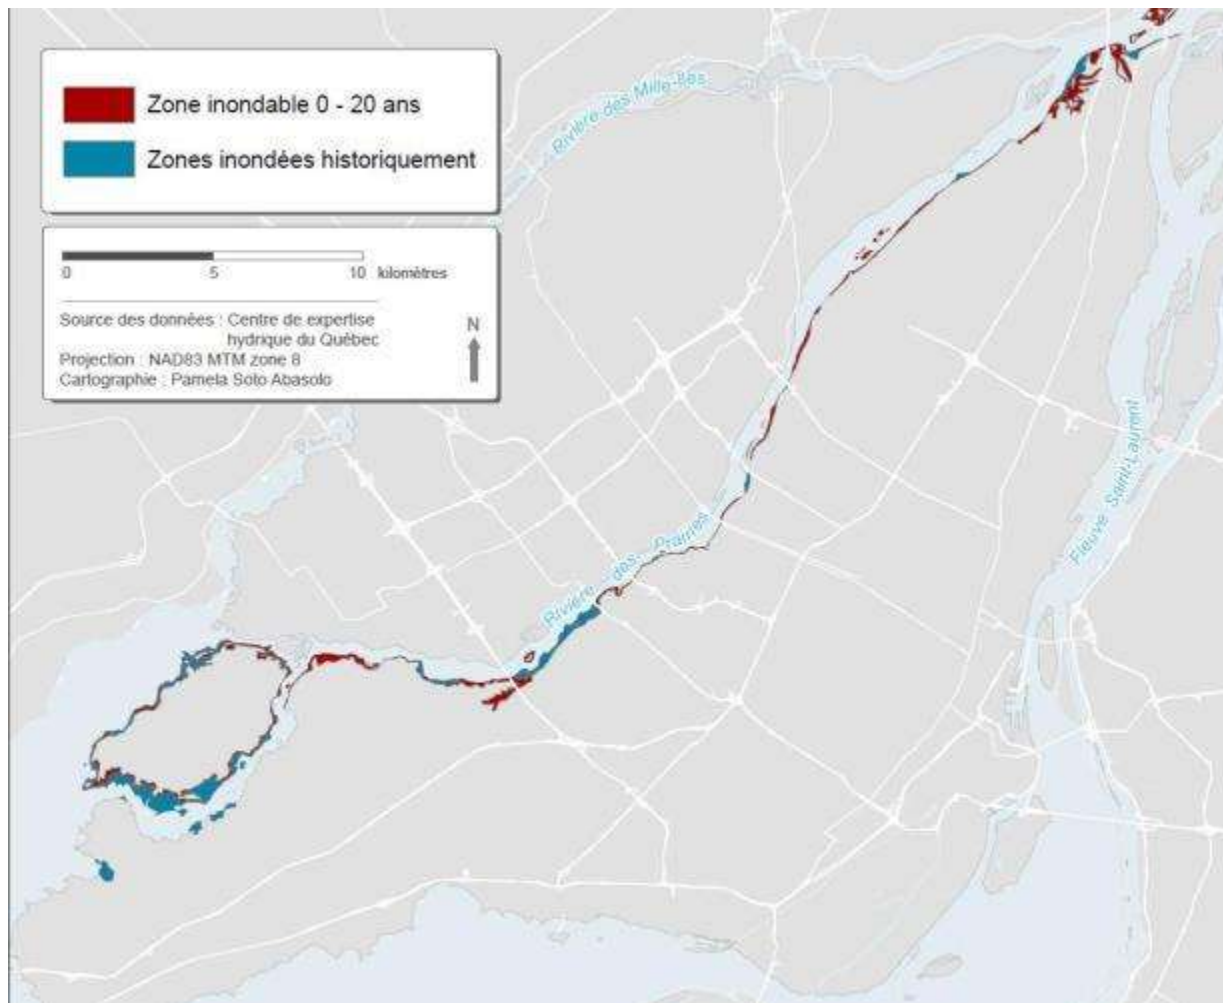 Zone inondable 0 - 20 ans
Zones inondées historiquement
0 5 10 kilomètres
Source des données : Centre de expertise
hydrique du Québec
Projection : NAD83 MTM zone 8
Cartographie : Pamela Soto Abasolo
N
Rivière des Mille-Îles
Rivière des Prairies
Fleuve Saint-Laurent